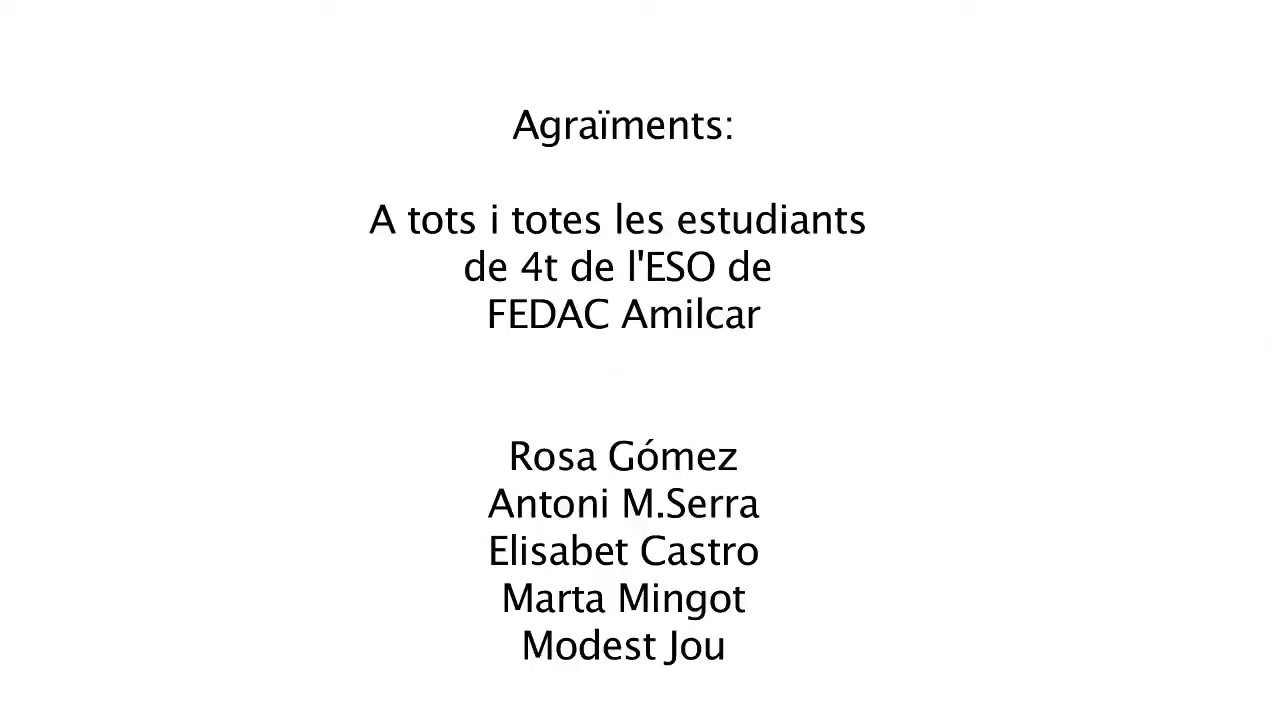 Agraïments:
A tots i totes les estudiants
de 4t de l'ESO de
FEDAC Amilcar
Rosa Gómez
Antoni M.Serra
Elisabet Castro
Marta Mingot
Modest Jou